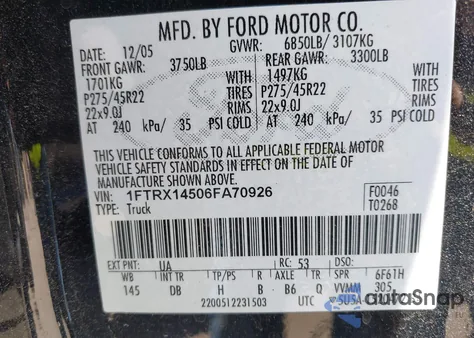 MFD. BY FORD MOTOR CO.
DATE: 12/05 GVWR: 6850LB/ 3107KG
FRONT GAWR: 3750LB REAR GAWR: 3300LB
1701KG WITH 1497KG WITH
P275/45R22 TIRES P275/45R22 TIRES
22x9.0J RIMS 22x9.0J RIMS
AT 240 kPa/ 35 PSI COLD AT 240 kPa/ 35 PSI COLD
THIS VEHICLE CONFORMS TO ALL APPLICABLE FEDERAL MOTOR
VEHICLE SAFETY STANDARDS IN EFFECT ON THE DATE OF
MANUFACTURE SHOWN ABOVE.
VIN: 1FTRX14506FA70926 F0046
TYPE: Truck T0268
EXT PNT: UA RC: 53 DSO:
WB INT TR TP/PS R AXLE TR SPR 6F61H
145 DB H B B6 Q VVMM 305
2200512231503 UTC
autoSnap